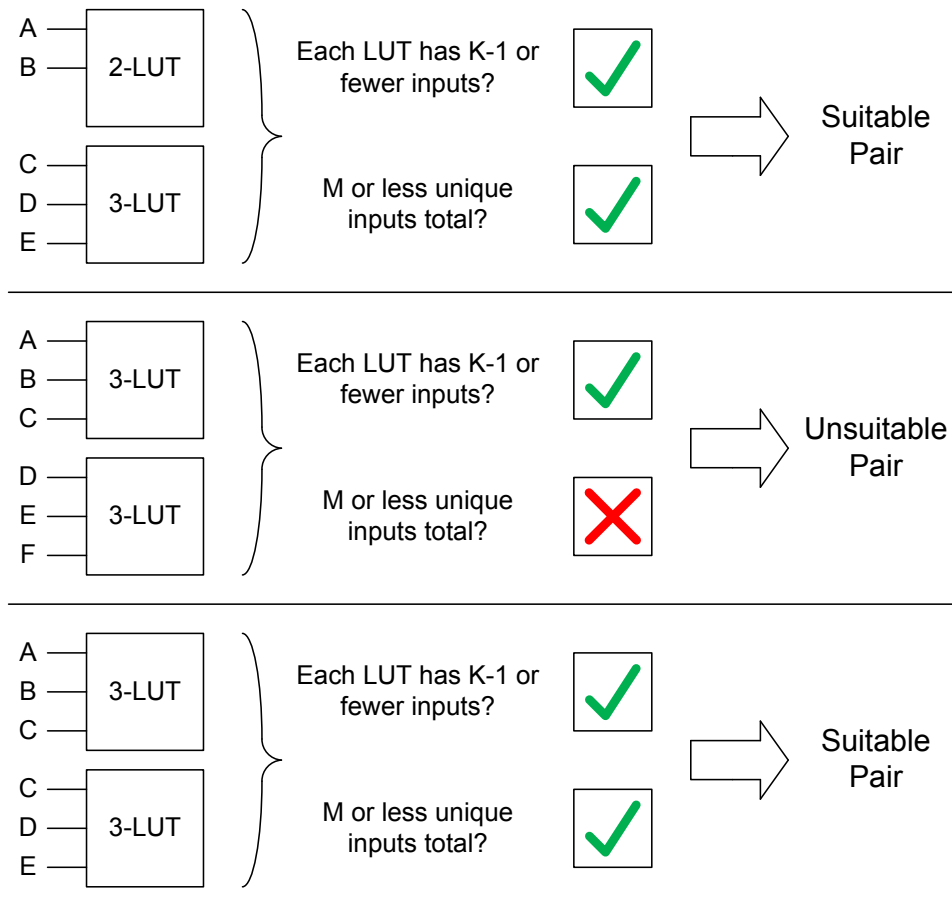 A
B
2-LUT
C
D
E
3-LUT
Each LUT has K-1 or
fewer inputs?
M or less unique
inputs total?
Suitable
Pair
A
B
C
3-LUT
D
E
F
3-LUT
Each LUT has K-1 or
fewer inputs?
M or less unique
inputs total?
Unsuitable
Pair
A
B
C
3-LUT
C
D
E
3-LUT
Each LUT has K-1 or
fewer inputs?
M or less unique
inputs total?
Suitable
Pair